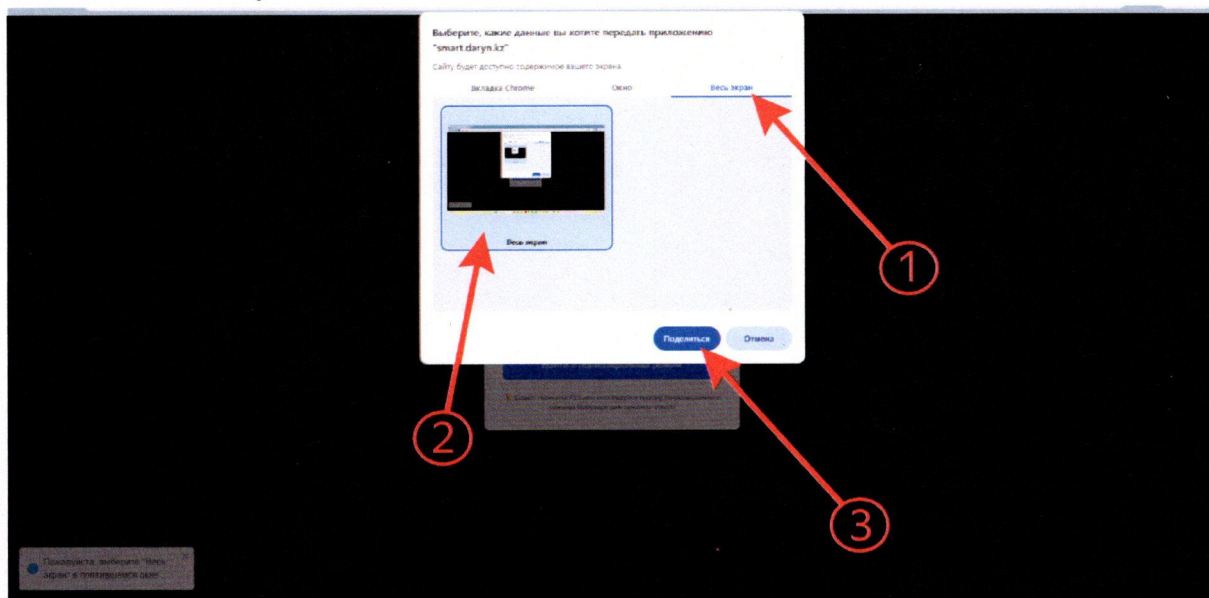 Выберите, какие данные вы хотите передать приложению
"smart.daryn.kz"
Сайту будет доступно содержимое вашего экрана.
Вкладка Chrome
Окно
Весь экран
Весь экран
Поделиться
Отмена
1
2
3
Пожалуйста, выберите "Весь
экран" в появившемся окне